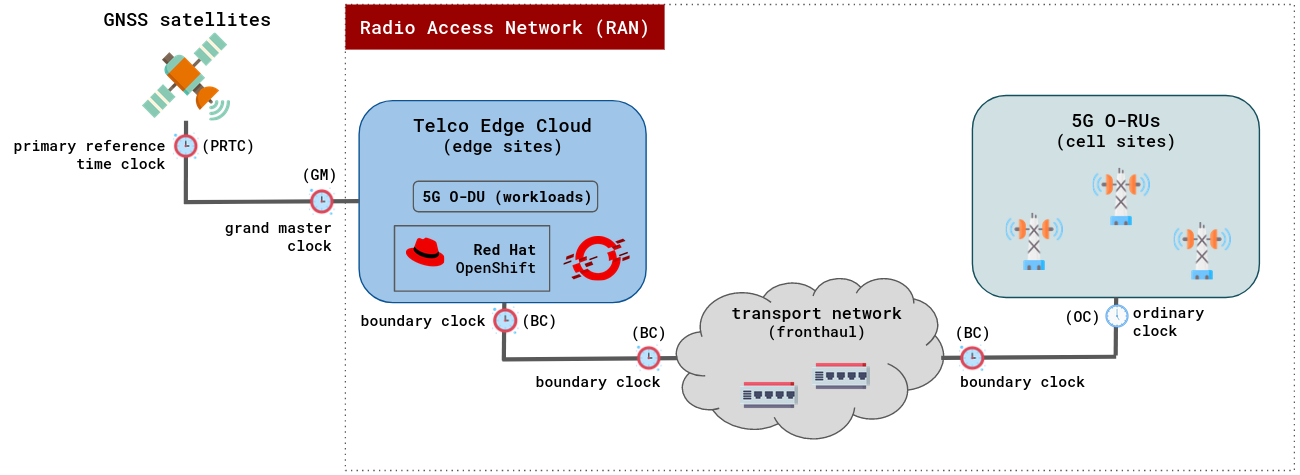 GNSS satellites
Radio Access Network (RAN)
primary reference
time clock
(PRTC)
(GM)
grand master
clock
Telco Edge Cloud
(edge sites)
5G O-DU (workloads)
Red Hat
OpenShift
boundary clock
(BC)
(BC)
boundary clock
transport network
(fronthaul)
(BC)
boundary clock
5G O-RUs
(cell sites)
(OC)
ordinary
clock